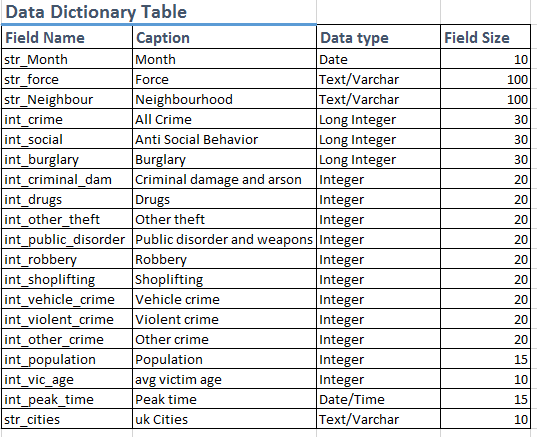 Data Dictionary Table
Field Name Caption Data type Field Size
str_Month Month Date 10
str_force Force Text/Varchar 100
str_Neighbour Neighbourhood Text/Varchar 100
int_crime All Crime Long Integer 30
int_social Anti Social Behavior Long Integer 30
int_burglary Burglary Long Integer 30
int_criminal_dam Criminal damage and arson Integer 20
int_drugs Drugs Integer 20
int_other_theft Other theft Integer 20
int_public_disorder Public disorder and weapons Integer 20
int_robbery Robbery Integer 20
int_shoplifting Shoplifting Integer 20
int_vehicle_crime Vehicle crime Integer 20
int_violent_crime Violent crime Integer 20
int_other_crime Other crime Integer 20
int_population Population Integer 15
int_vic_age avg victim age Integer 10
int_peak_time Peak time Date/Time 15
str_cities uk Cities Text/Varchar 10